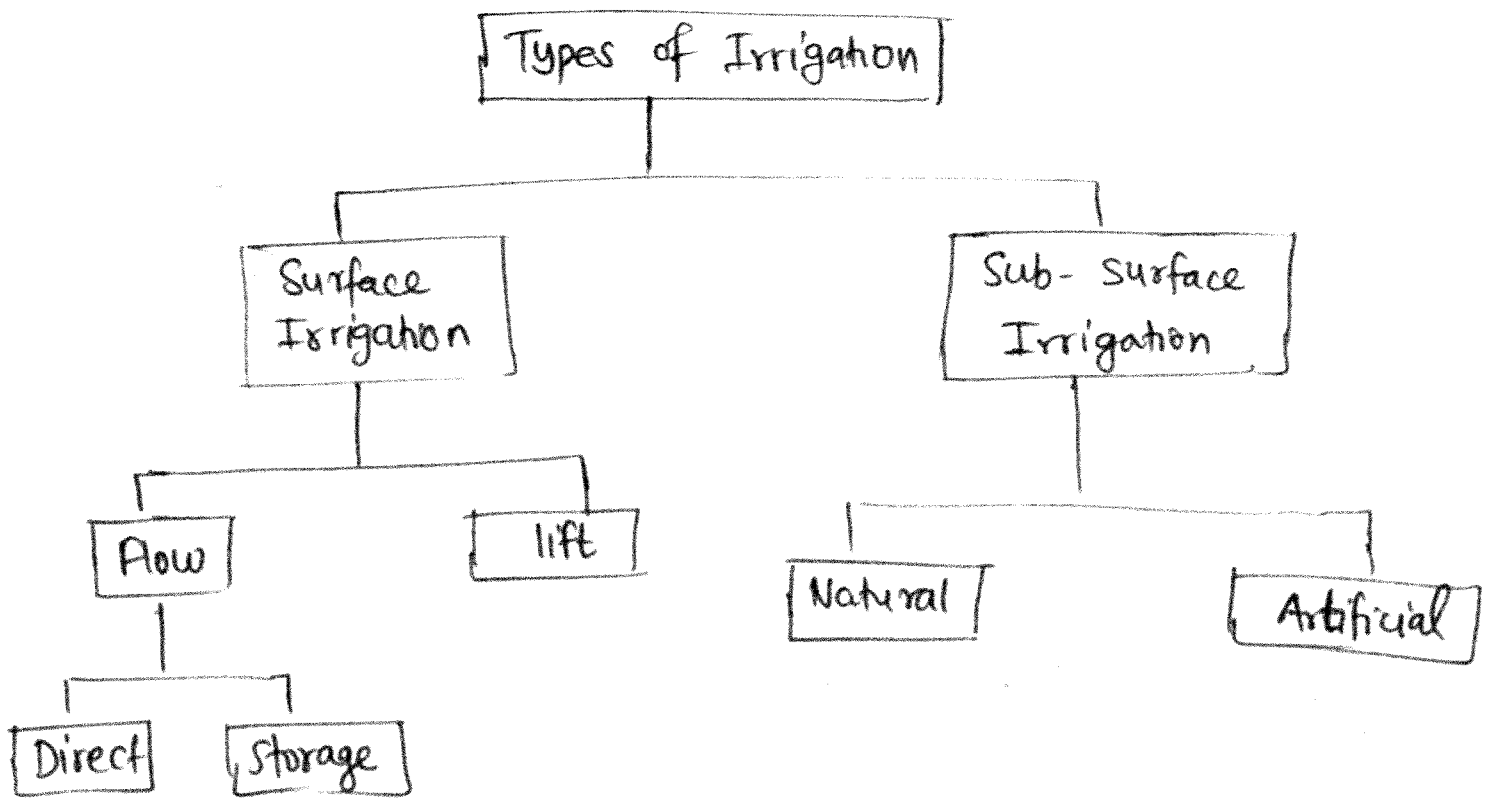 Types of Irrigation
Surface
Irrigation
Sub-Surface
Irrigation
Flow
lift
Natural
Artificial
Direct
Storage